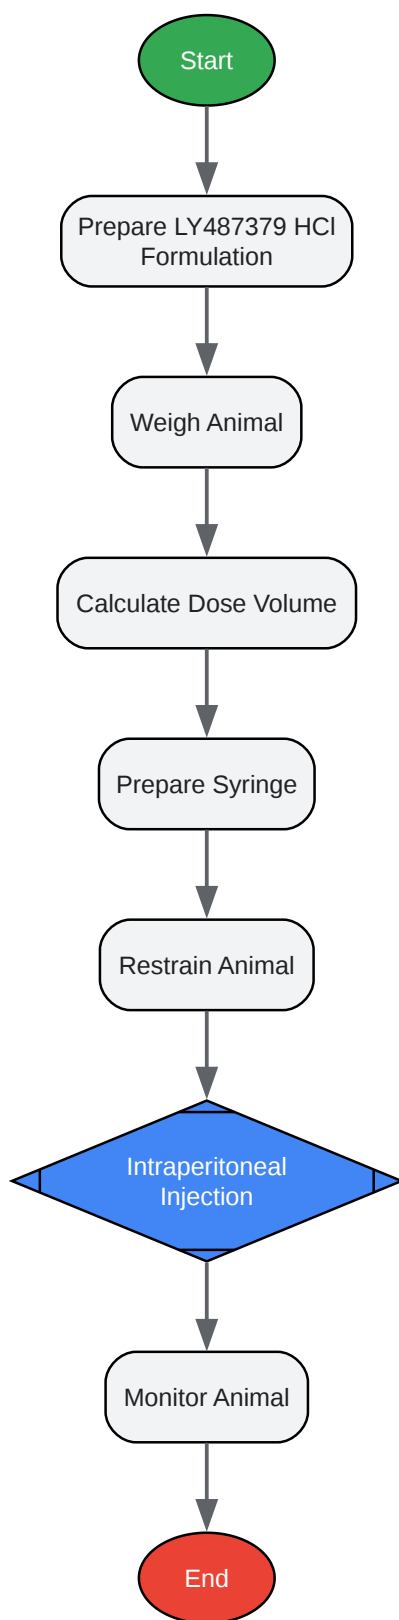 Start
Prepare LY487379 HCl
Formulation
Weigh Animal
Calculate Dose Volume
Prepare Syringe
Restrain Animal
Intraperitoneal
Injection
Monitor Animal
End